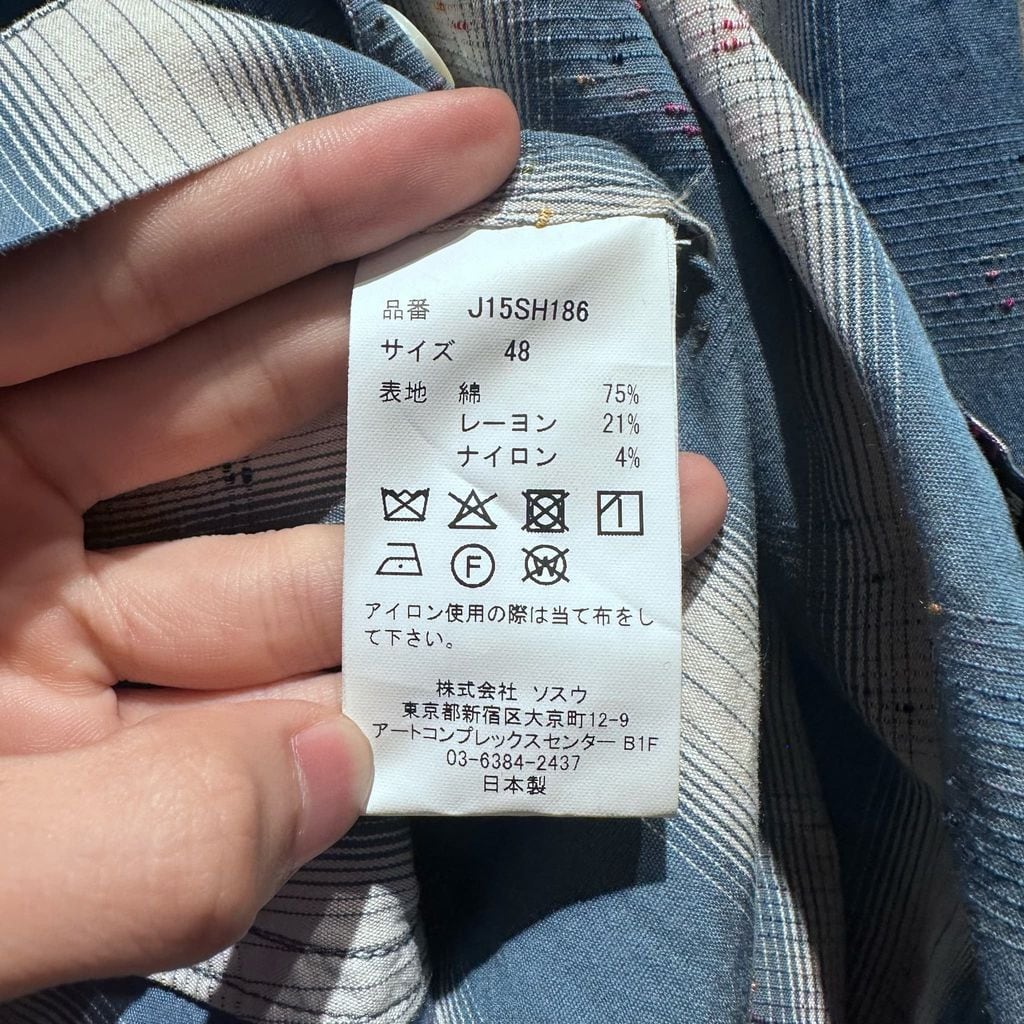 品番 J15SH186
サイズ 48
表地 綿 75%
レーヨン 21%
ナイロン 4%
F
W
アイロン使用の際は当て布をし
て下さい。
株式会社 ソスウ
東京都新宿区大京町12-9
アートコンプレックスセンター B1F
03-6384-2437
日本製